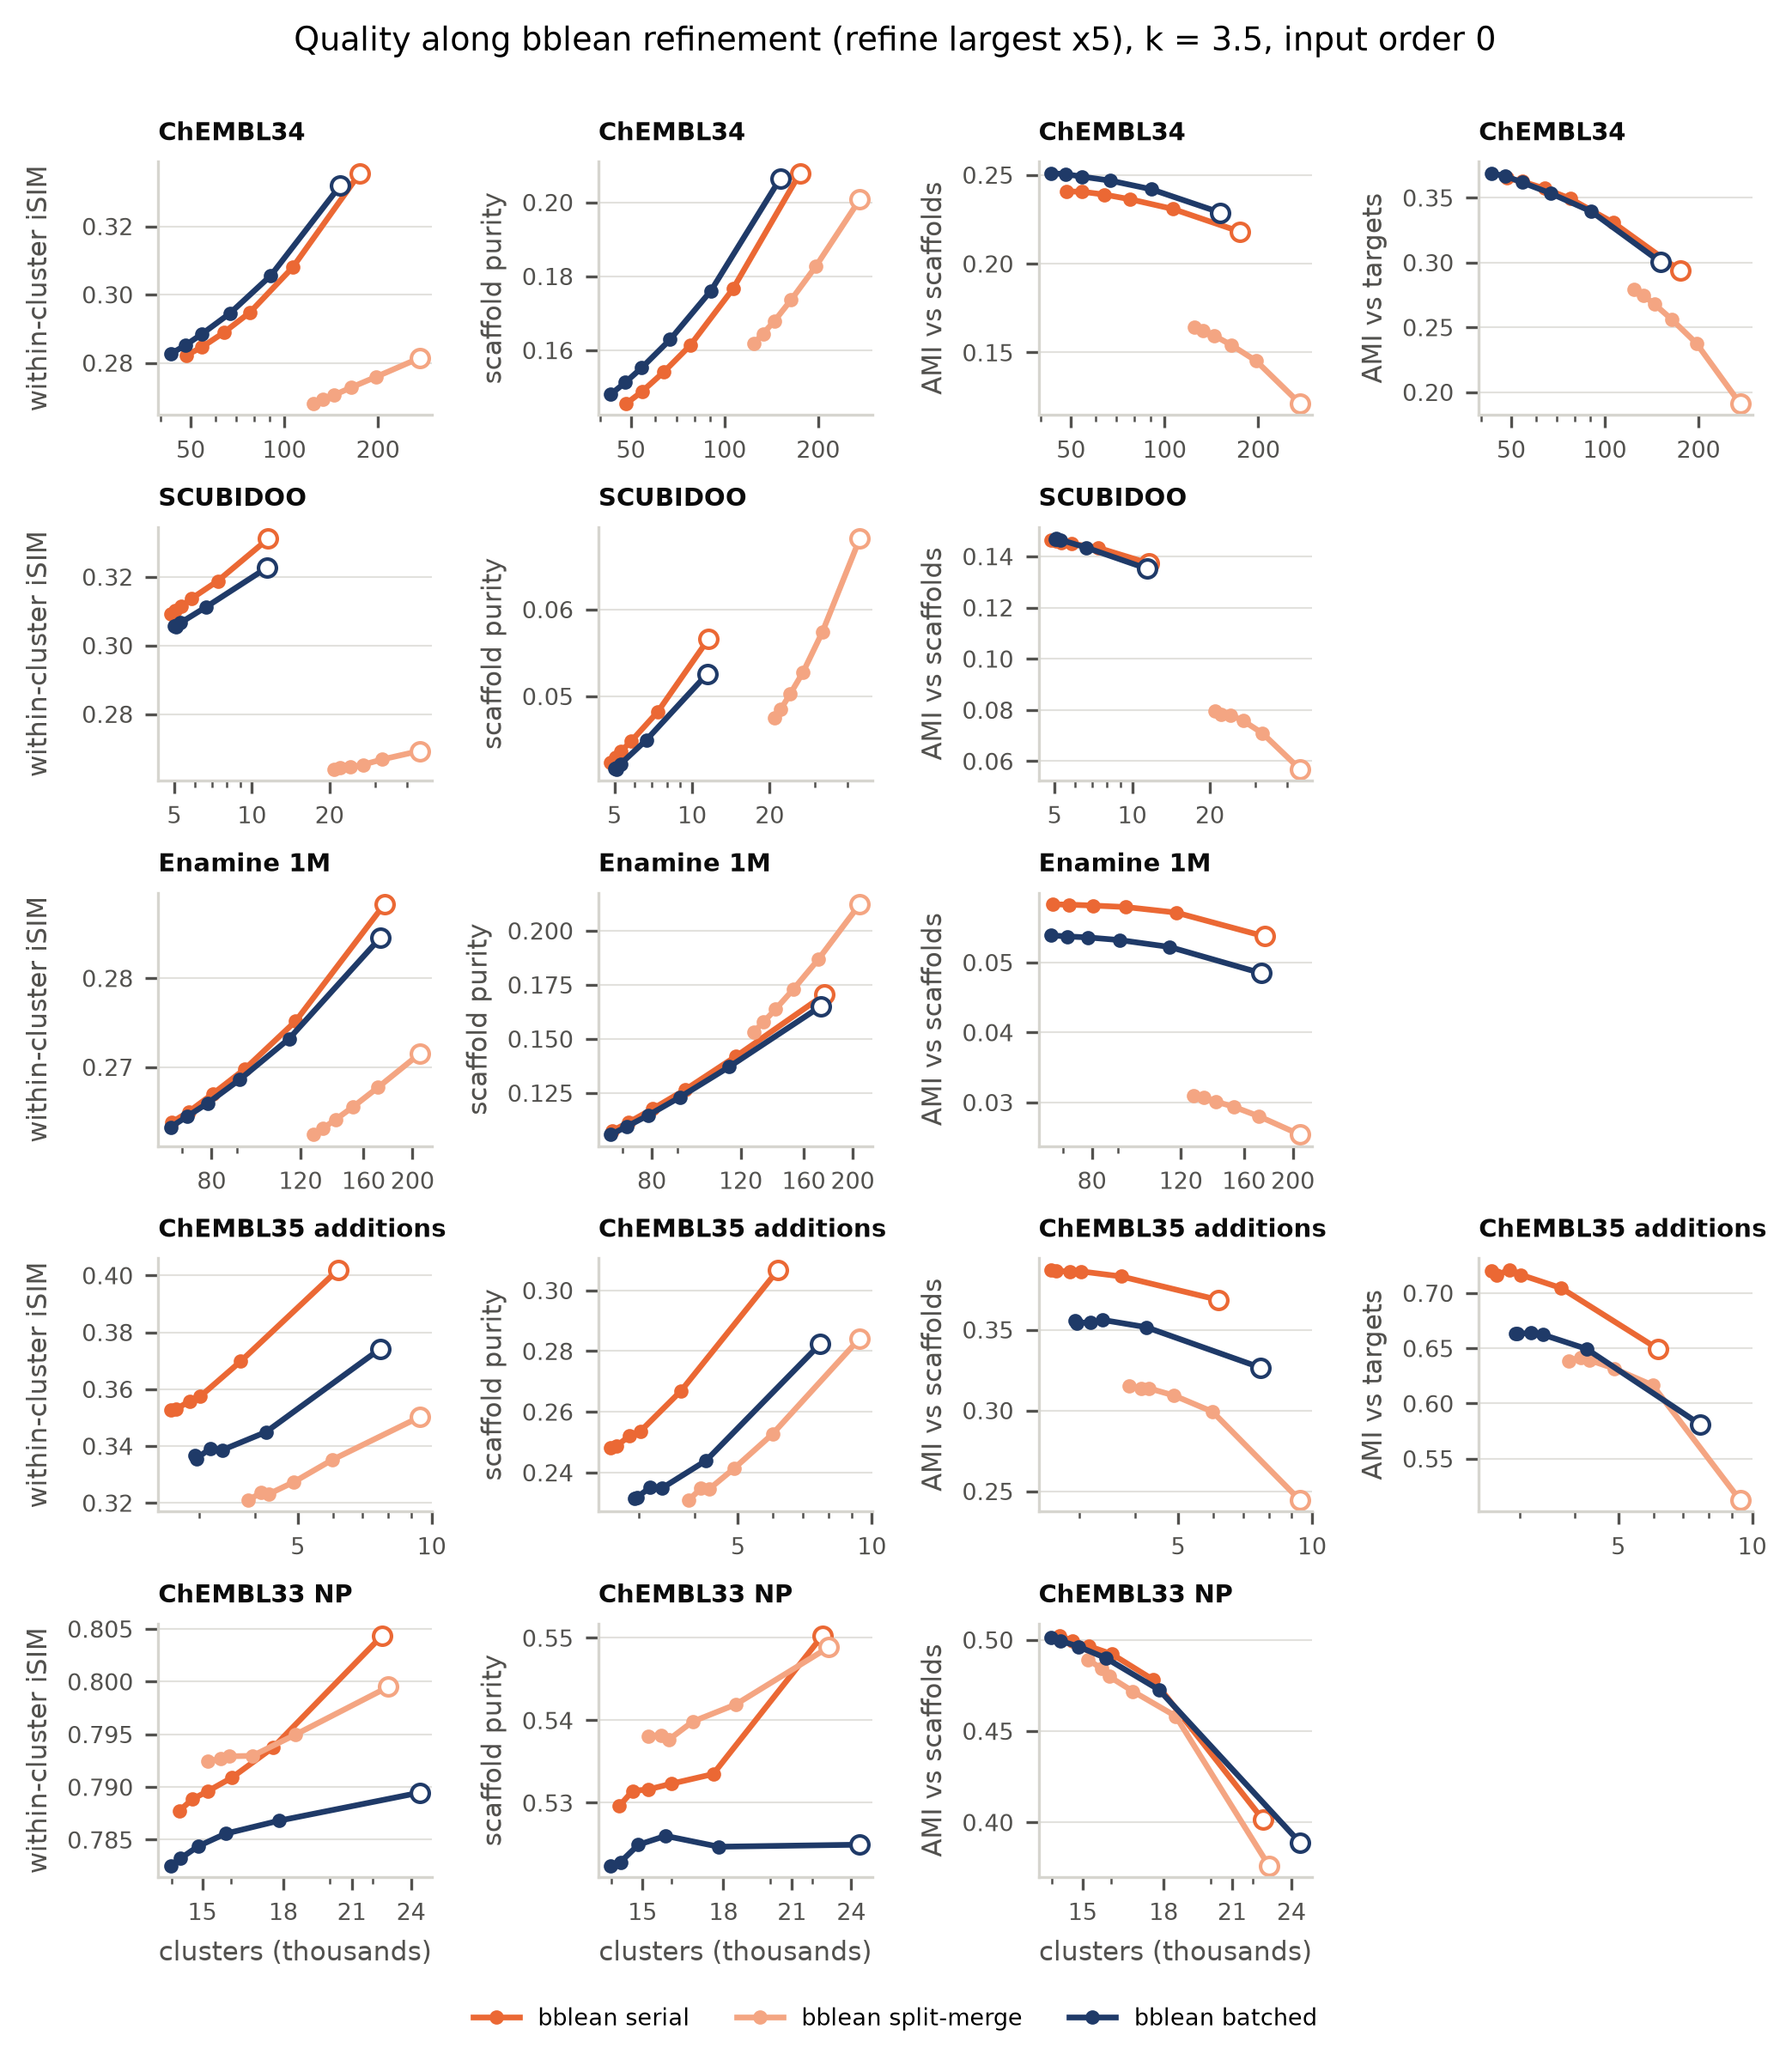 Quality along bblean refinement (refine largest x5), k = 3.5, input order 0
ChEMBL34
within-cluster iSIM
0.32
0.30
0.28
50 100 200
ChEMBL34
scaffold purity
0.20
0.18
0.16
50 100 200
ChEMBL34
AMI vs scaffolds
0.25
0.20
0.15
50 100 200
ChEMBL34
AMI vs targets
0.35
0.30
0.25
0.20
50 100 200
SCUBIDOO
within-cluster iSIM
0.32
0.30
0.28
5 10 20
SCUBIDOO
scaffold purity
0.06
0.05
5 10 20
SCUBIDOO
AMI vs scaffolds
0.14
0.12
0.10
0.08
0.06
5 10 20
Enamine 1M
within-cluster iSIM
0.28
0.27
80 120 160 200
Enamine 1M
scaffold purity
0.200
0.175
0.150
0.125
80 120 160 200
Enamine 1M
AMI vs scaffolds
0.05
0.04
0.03
80 120 160 200
ChEMBL35 additions
within-cluster iSIM
0.40
0.38
0.36
0.34
0.32
5 10
ChEMBL35 additions
scaffold purity
0.30
0.28
0.26
0.24
5 10
ChEMBL35 additions
AMI vs scaffolds
0.35
0.30
0.25
5 10
ChEMBL35 additions
AMI vs targets
0.70
0.65
0.60
0.55
5 10
ChEMBL33 NP
within-cluster iSIM
0.805
0.800
0.795
0.790
0.785
15 18 21 24
clusters (thousands)
ChEMBL33 NP
scaffold purity
0.55
0.54
0.53
15 18 21 24
clusters (thousands)
ChEMBL33 NP
AMI vs scaffolds
0.50
0.45
0.40
15 18 21 24
clusters (thousands)
bblean serial
bblean split-merge
bblean batched